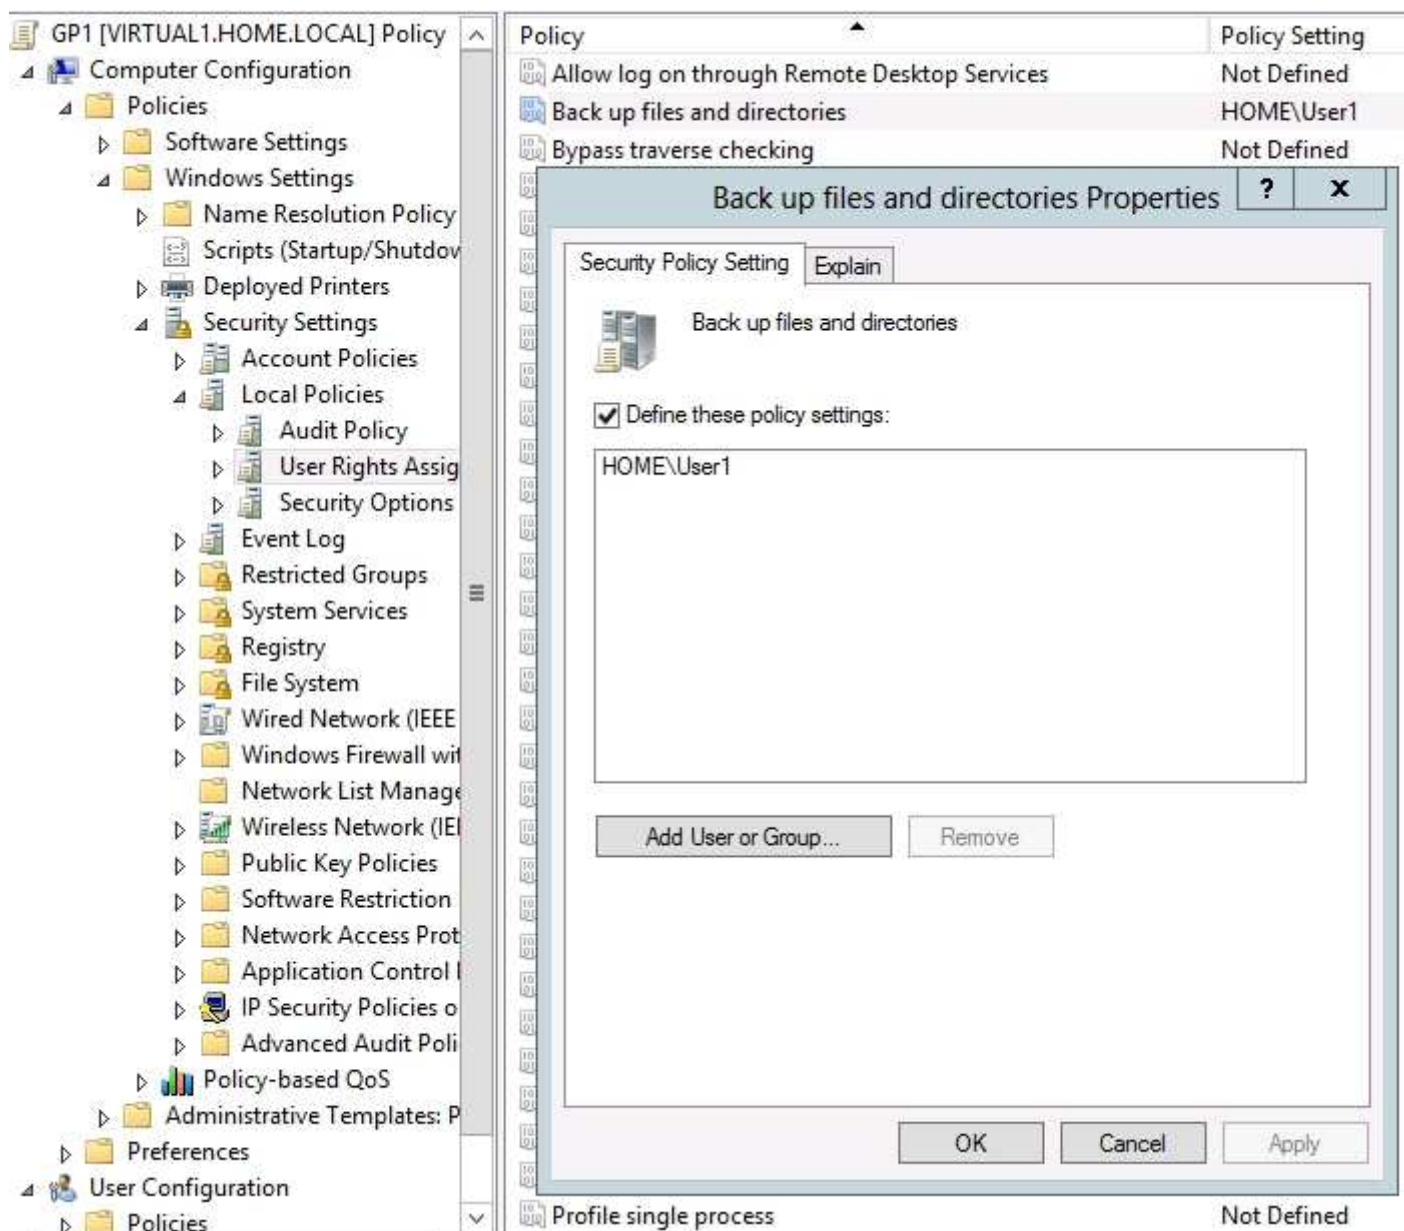 GP1 [VIRTUAL1.HOME.LOCAL] Policy
Computer Configuration
Policies
Software Settings
Windows Settings
Name Resolution Policy
Scripts (Startup/Shutdov
Deployed Printers
Security Settings
Account Policies
Local Policies
Audit Policy
User Rights Assig
Security Options
Event Log
Restricted Groups
System Services
Registry
File System
Wired Network (IEEE
Windows Firewall wit
Network List Manage
Wireless Network (IEI
Public Key Policies
Software Restriction
Network Access Prot
Application Control I
IP Security Policies o
Advanced Audit Poli
Policy-based QoS
Administrative Templates: P
Preferences
User Configuration
Policies
Policy Policy Setting
Allow log on through Remote Desktop Services Not Defined
Back up files and directories HOME\User1
Bypass traverse checking Not Defined
Back up files and directories Properties ? x
Security Policy Setting Explain
Back up files and directories
Define these policy settings:
HOME\User1
Add User or Group... Remove
OK Cancel Apply
Profile single process Not Defined